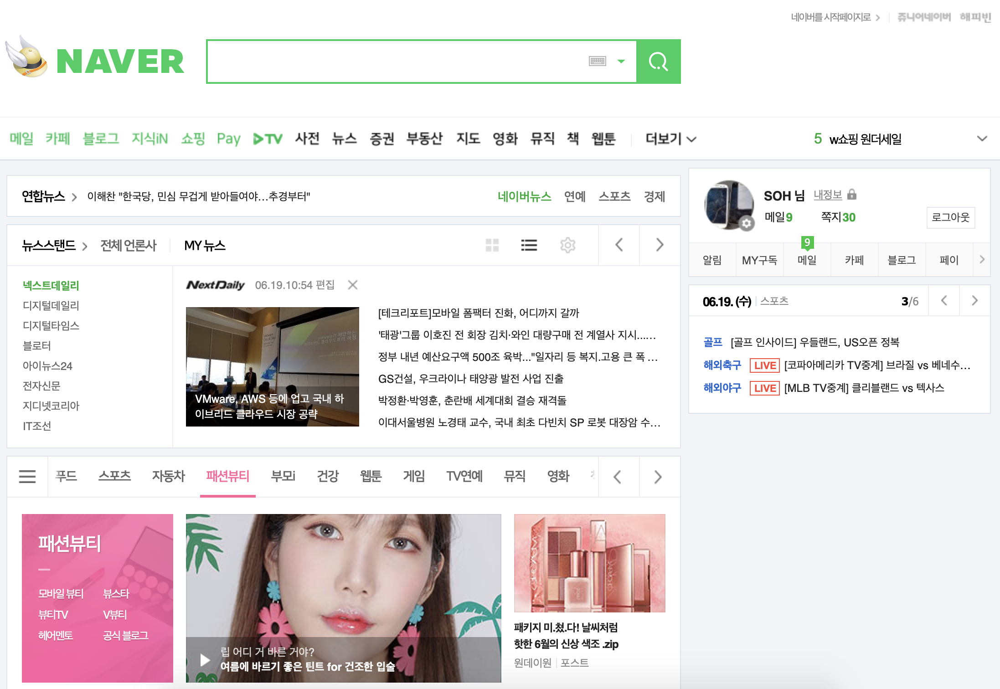 네이버를 시작페이지로
쥬니어네이버 해피빈
NAVER
메일 카페 블로그 지식iN 쇼핑 Pay TV 사전 뉴스 증권 부동산 지도 영화 뮤직 책 웹툰 더보기
5 w쇼핑 원더세일
연합뉴스 이해찬 "한국당, 민심 무겁게 받아들여야...추경부터"
네이버뉴스 연예 스포츠 경제
뉴스스탠드 전체 언론사 MY 뉴스
넥스트데일리
디지털데일리
디지털타임스
블로터
아이뉴스24
전자신문
지디넷코리아
IT조선
NextDaily 06.19.10:54 편집
VMware, AWS 등에 업고 국내 하
이브리드 클라우드 시장 공략
[테크리포트]모바일 폼팩터 진화, 어디까지 갈까
'태광'그룹 이호진 전 회장 김치·와인 대량구매 전 계열사 지시......
정부 내년 예산요구액 500조 육박..."일자리 등 복지.고용 큰 폭 ...
GS건설, 우크라이나 태양광 발전 사업 진출
박정환·박영훈, 춘란배 세계대회 결승 재격돌
이대서울병원 노경태 교수, 국내 최초 다빈치 SP 로봇 대장암 수...
SOH 님 내정보
메일9 쪽지30
로그아웃
9
알림 MY구독 메일 카페 블로그 페이
06.19. (수) 스포츠 3/6
골프 [골프 인사이드] 우들랜드, US오픈 정복
해외축구 LIVE [코파아메리카 TV중계] 브라질 vs 베네수...
해외야구 LIVE [MLB TV중계] 클리블랜드 vs 텍사스
푸드 스포츠 자동차 패션뷰티 부모i 건강 웹툰 게임 TV연예 뮤직 영화
패션뷰티
모바일 뷰티 뷰스타
뷰티TV V뷰티
헤어멘토 공식 블로그
립 어디 거 바른 거야?
여름에 바르기 좋은 틴트 for 건조한 입술
패키지 미.쳤.다! 날씨처럼
핫한 6월의 신상 색조 .zip
원데이원 포스트